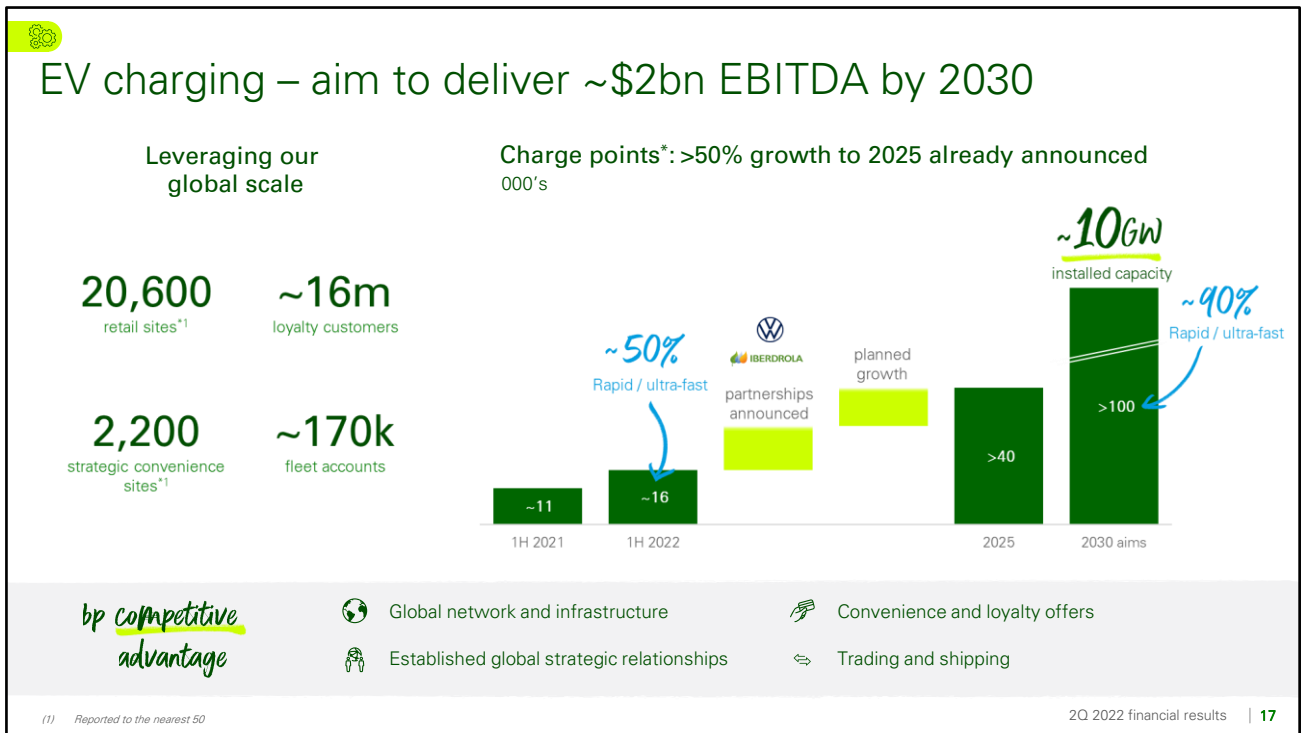 EV charging – aim to deliver ~$2bn EBITDA by 2030
Leveraging our
global scale
20,600
retail sites*1
~16m
loyalty customers
2,200
strategic convenience
sites*1
~170k
fleet accounts
Charge points*: >50% growth to 2025 already announced
000's
~11
1H 2021
~50%
Rapid / ultra-fast
~16
1H 2022
IBERDROLA
partnerships
announced
planned
growth
>40
2025
~10GW
installed capacity
~90%
Rapid / ultra-fast
>100
2030 aims
bp competitive
advantage
Global network and infrastructure
Established global strategic relationships
Convenience and loyalty offers
Trading and shipping
(1) Reported to the nearest 50
2Q 2022 financial results | 17